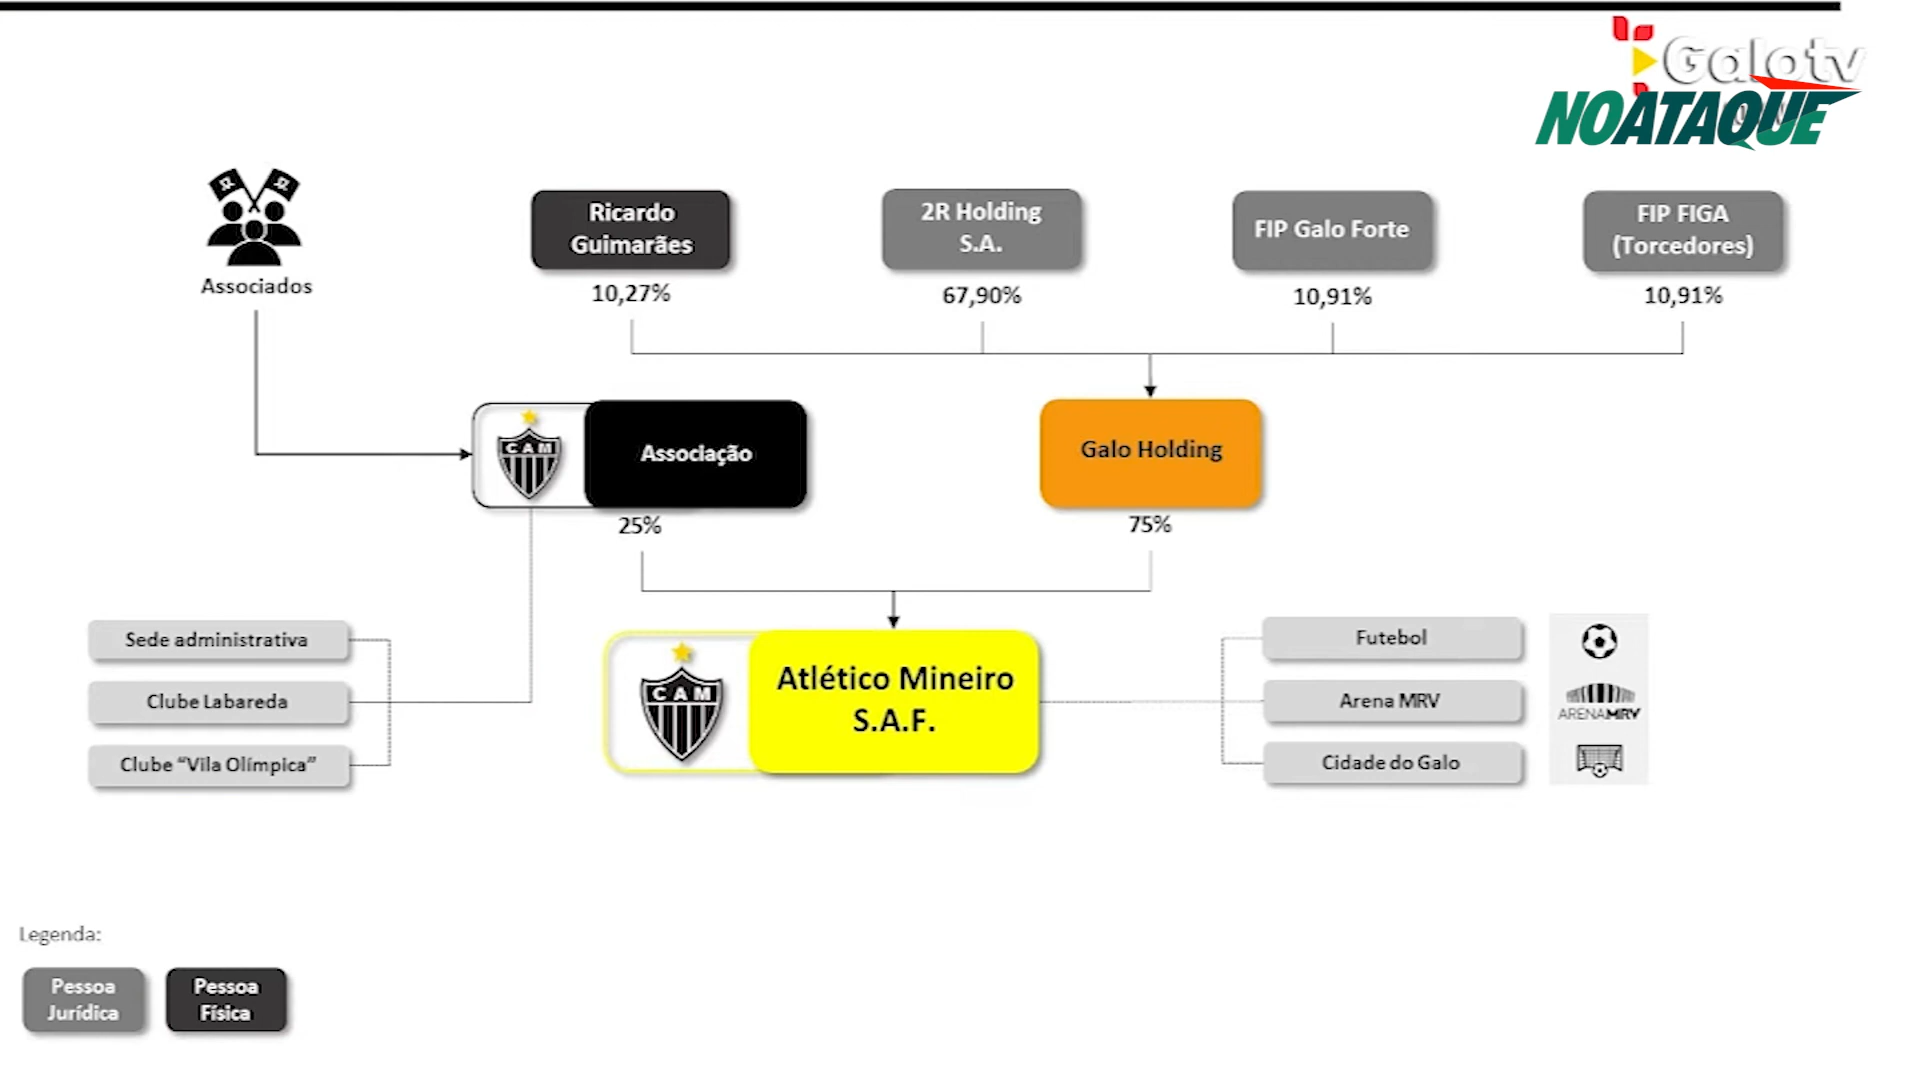 Galotv
NOATAQUE
Associados
Ricardo
Guimarães
10,27%
2R Holding
S.A.
67,90%
FIP Galo Forte
10,91%
FIP FIGA
(Torcedores)
10,91%
CAM
Associação
25%
Galo Holding
75%
Sede administrativa
Clube Labareda
Clube “Vila Olímpica”
CAM
Atlético Mineiro
S.A.F.
Futebol
Arena MRV
Cidade do Galo
ARENAMRV
Legenda:
Pessoa
Jurídica
Pessoa
Física